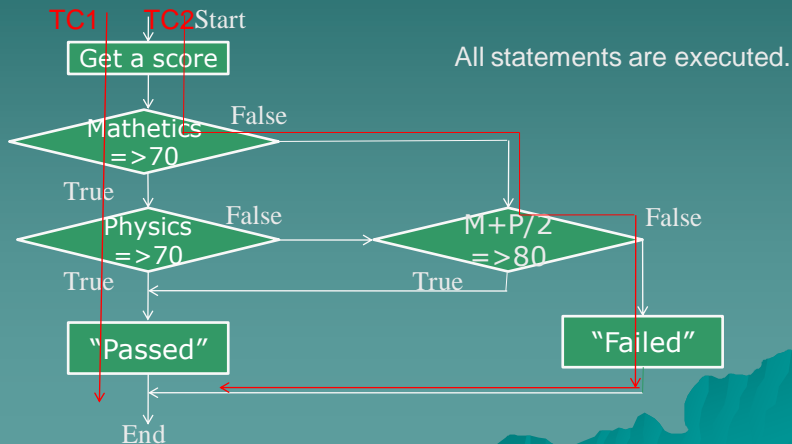 TC1
TC2
Start
Get a score
All statements are executed.
Mathetics
=>70
False
True
Physics
=>70
False
M+P/2
=>80
False
True
True
“Passed”
“Failed”
End